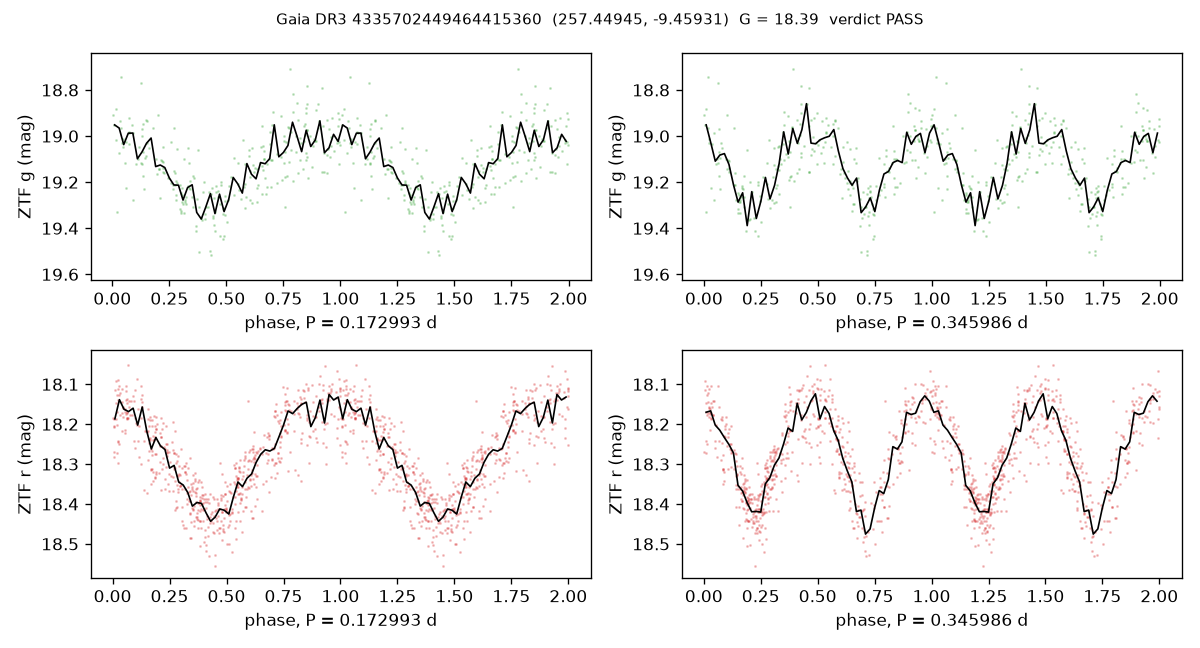 Gaia DR3 4335702449464415360  (257.44945, -9.45931)  G = 18.39  verdict PASS
ZTF g (mag)
18.8
19.0
19.2
19.4
19.6
0.00 0.25 0.50 0.75 1.00 1.25 1.50 1.75 2.00
phase, P = 0.172993 d
ZTF g (mag)
18.8
19.0
19.2
19.4
19.6
0.00 0.25 0.50 0.75 1.00 1.25 1.50 1.75 2.00
phase, P = 0.345986 d
ZTF r (mag)
18.1
18.2
18.3
18.4
18.5
0.00 0.25 0.50 0.75 1.00 1.25 1.50 1.75 2.00
phase, P = 0.172993 d
ZTF r (mag)
18.1
18.2
18.3
18.4
18.5
0.00 0.25 0.50 0.75 1.00 1.25 1.50 1.75 2.00
phase, P = 0.345986 d